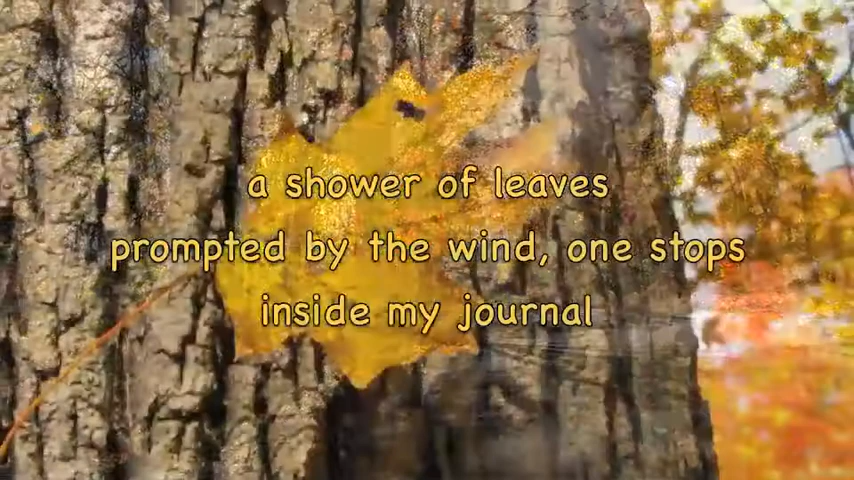 a shower of leaves
prompted by the wind, one stops
inside my journal